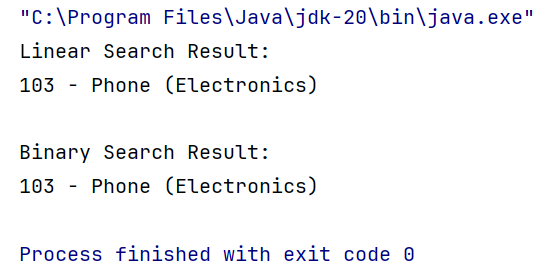 "C:\Program Files\Java\jdk-20\bin\java.exe"
Linear Search Result:
103 - Phone (Electronics)
Binary Search Result:
103 - Phone (Electronics)
Process finished with exit code 0